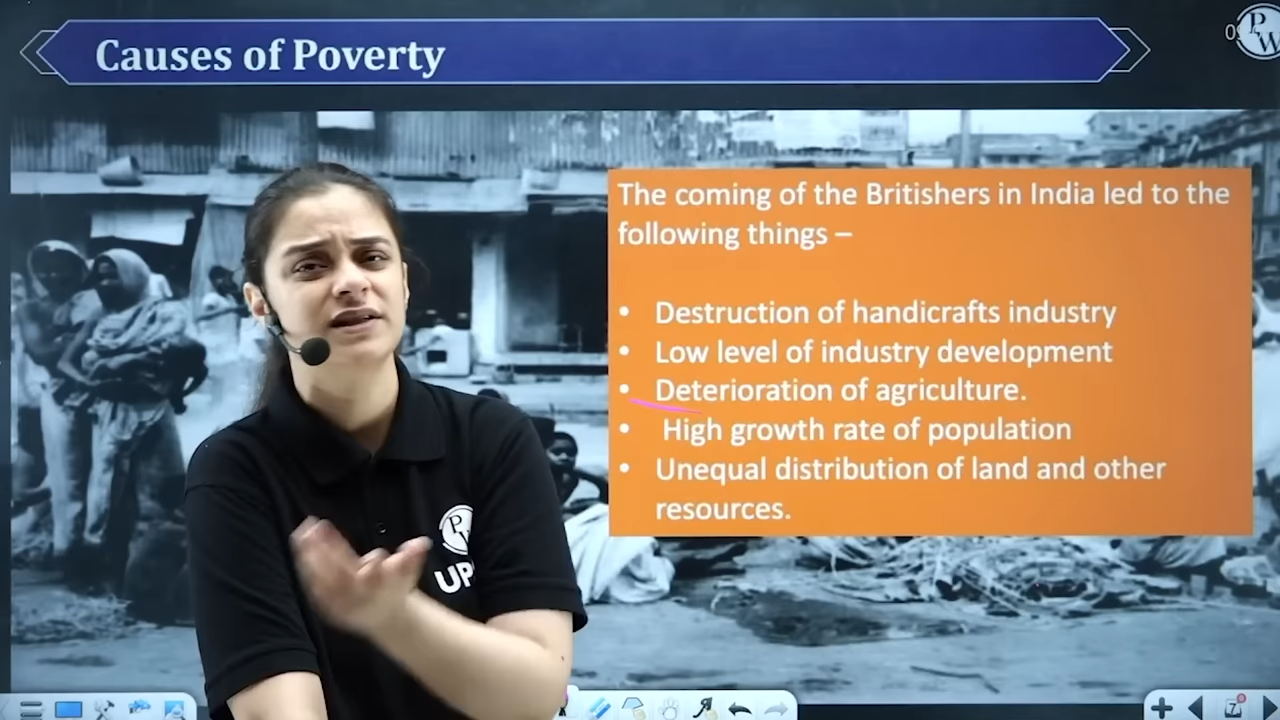 Causes of Poverty
PW
The coming of the Britishers in India led to the
following things –
• Destruction of handicrafts industry
• Low level of industry development
• Deterioration of agriculture.
• High growth rate of population
• Unequal distribution of land and other
resources.
PW
UP
7